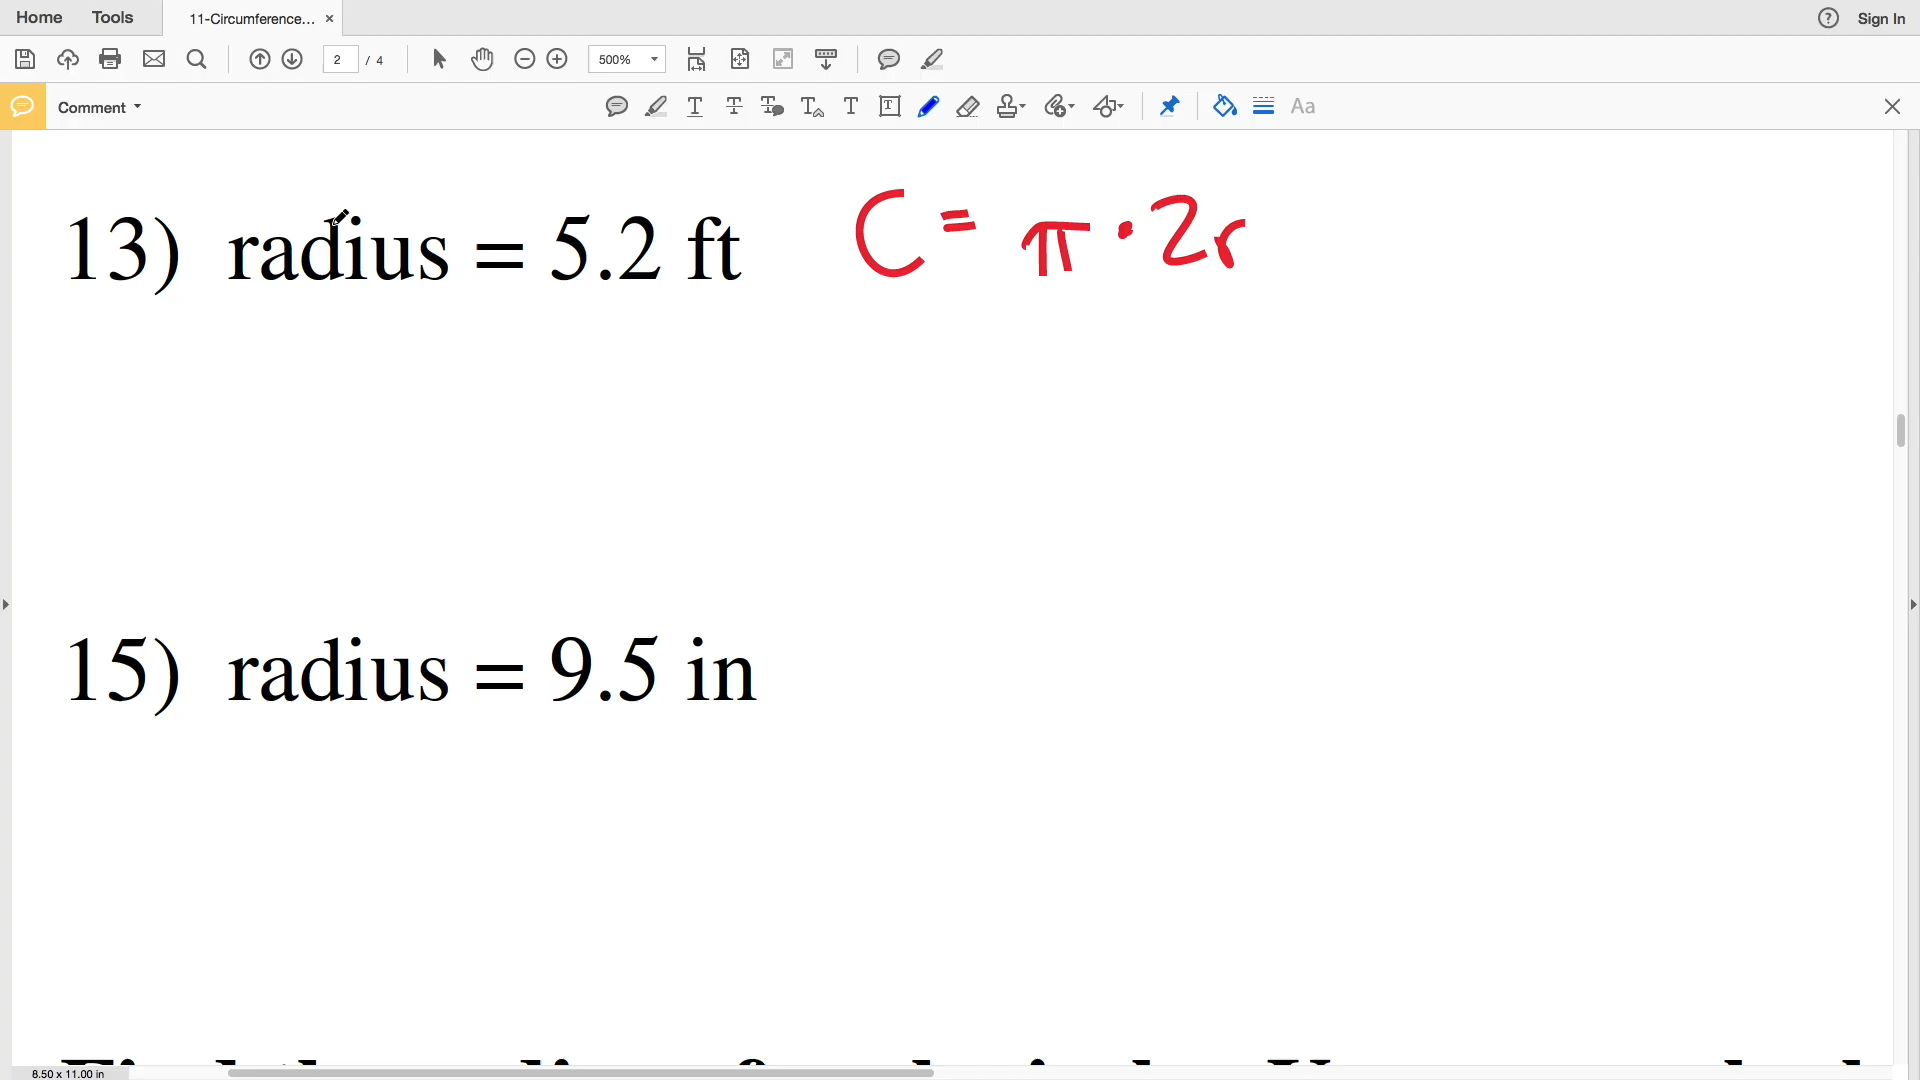 Home Tools 11-Circumference... × ? Sign In
2 / 4 500%
Comment Aa
13) radius = 5.2 ft C = π · 2r
15) radius = 9.5 in
8.50 x 11.00 in